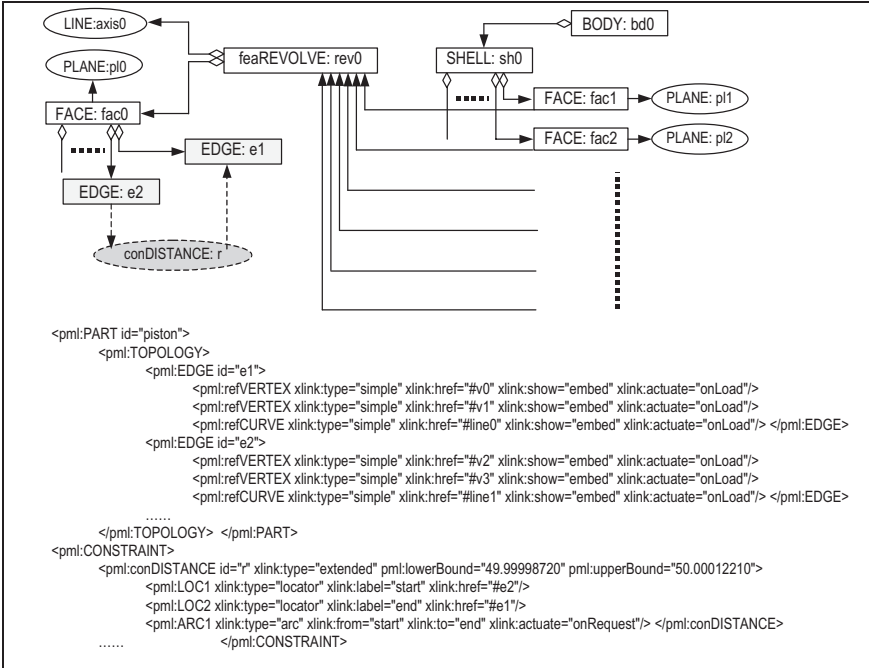 LINE:axis0
BODY: bd0
feaREVOLVE: rev0
SHELL: sh0
PLANE:pl0
FACE: fac1
PLANE: pl1
FACE: fac0
FACE: fac2
PLANE: pl2
EDGE: e1
EDGE: e2
conDISTANCE: r
<pml:PART id="piston">
<pml:TOPOLOGY>
<pml:EDGE id="e1">
<pml:refVERTEX xlink:type="simple" xlink:href="#v0" xlink:show="embed" xlink:actuate="onLoad"/>
<pml:refVERTEX xlink:type="simple" xlink:href="#v1" xlink:show="embed" xlink:actuate="onLoad"/>
<pml:refCURVE xlink:type="simple" xlink:href="#line0" xlink:show="embed" xlink:actuate="onLoad"/> </pml:EDGE>
<pml:EDGE id="e2">
<pml:refVERTEX xlink:type="simple" xlink:href="#v2" xlink:show="embed" xlink:actuate="onLoad"/>
<pml:refVERTEX xlink:type="simple" xlink:href="#v3" xlink:show="embed" xlink:actuate="onLoad"/>
<pml:refCURVE xlink:type="simple" xlink:href="#line1" xlink:show="embed" xlink:actuate="onLoad"/> </pml:EDGE>
……
</pml:TOPOLOGY> </pml:PART>
<pml:CONSTRAINT>
<pml:conDISTANCE id="r" xlink:type="extended" pml:lowerBound="49.99998720" pml:upperBound="50.00012210">
<pml:LOC1 xlink:type="locator" xlink:label="start" xlink:href="#e2"/>
<pml:LOC2 xlink:type="locator" xlink:label="end" xlink:href="#e1"/>
<pml:ARC1 xlink:type="arc" xlink:from="start" xlink:to="end" xlink:actuate="onRequest"/> </pml:conDISTANCE>
…… </pml:CONSTRAINT>